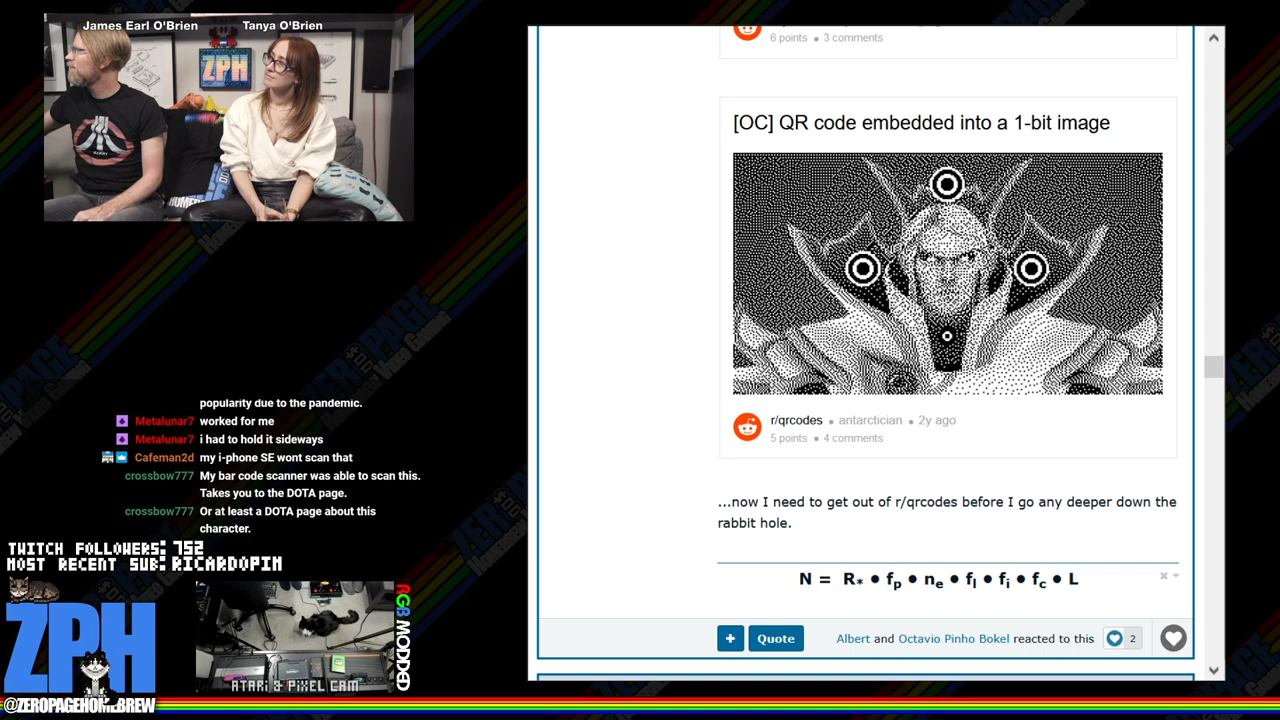 James Earl O'Brien
Tanya O'Brien
ZPH
popularity due to the pandemic.
Metalunar7 worked for me
Metalunar7 i had to hold it sideways
Cafeman2d my i-phone SE wont scan that
crossbow777 My bar code scanner was able to scan this.
Takes you to the DOTA page.
crossbow777 Or at least a DOTA page about this
character.
TWITCH FOLLOWERS: 752
MOST RECENT SUB: RICARDOPIM
ZPH
@ZEROPAGEHOMEBREW
RGB MODDED
ATARI & PIXEL CAM
6 points • 3 comments
[OC] QR code embedded into a 1-bit image
r/qrcodes • antarctician • 2y ago
5 points • 4 comments
...now I need to get out of r/qrcodes before I go any deeper down the
rabbit hole.
N = R* • fp • ne • fl • fi • fc • L
+ Quote
Albert and Octavio Pinho Bokel reacted to this
2